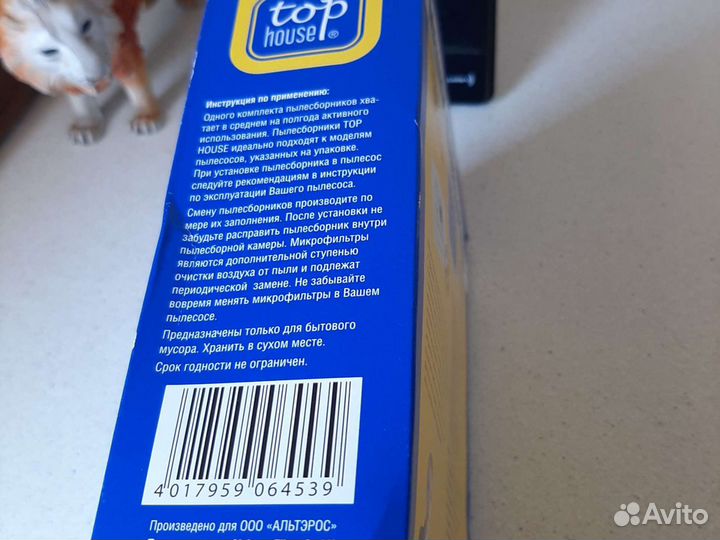 top
house®
Инструкция по применению:
Одного комплекта пылесборников хва-
тает в среднем на полгода активного
использования. Пылесборники TOP
HOUSE идеально подходят к моделям
пылесосов, указанных на упаковке.
При установке пылесборника в пылесос
следуйте рекомендациям в инструкции
по эксплуатации Вашего пылесоса.
Смену пылесборников производите по
мере их заполнения. После установки не
забудьте расправить пылесборник внутри
пылесборной камеры. Микрофильтры
являются дополнительной ступенью
очистки воздуха от пыли и подлежат
периодической замене. Не забывайте
вовремя менять микрофильтры в Вашем
пылесосе.
Предназначены только для бытового
мусора. Хранить в сухом месте.
Срок годности не ограничен.
4 017959 064539
Произведено для ООО «АЛЬТЭРОС»
Avito